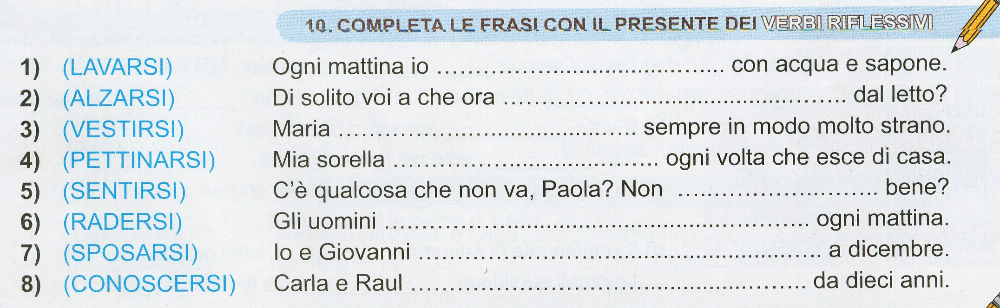 10. COMPLETA LE FRASI CON IL PRESENTE DEI VERBI RIFLESSIVI
1) (LAVARSI) Ogni mattina io ………………………………… con acqua e sapone.
2) (ALZARSI) Di solito voi a che ora ………………………………… dal letto?
3) (VESTIRSI) Maria ………………………………… sempre in modo molto strano.
4) (PETTINARSI) Mia sorella ………………………………… ogni volta che esce di casa.
5) (SENTIRSI) C'è qualcosa che non va, Paola? Non ………………………… bene?
6) (RADERSI) Gli uomini ………………………………………… ogni mattina.
7) (SPOSARSI) Io e Giovanni ………………………………………… a dicembre.
8) (CONOSCERSI) Carla e Raul ………………………………………… da dieci anni.